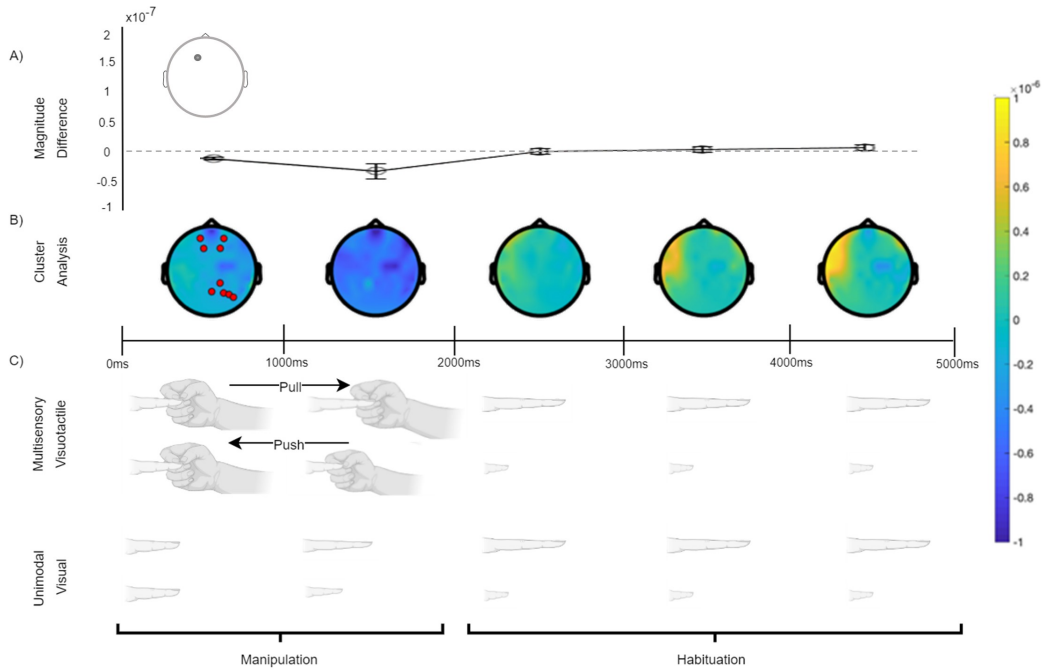 x10-7
A)
2
1.5
1
0.5
0
-0.5
-1
Magnitude
Difference
×10-6
1
0.8
0.6
0.4
0.2
0
-0.2
-0.4
-0.6
-0.8
-1
B)
Cluster
Analysis
0ms
1000ms
2000ms
3000ms
4000ms
5000ms
C)
Multisensory
Visuotactile
Pull
Push
Unimodal
Visual
Manipulation
Habituation